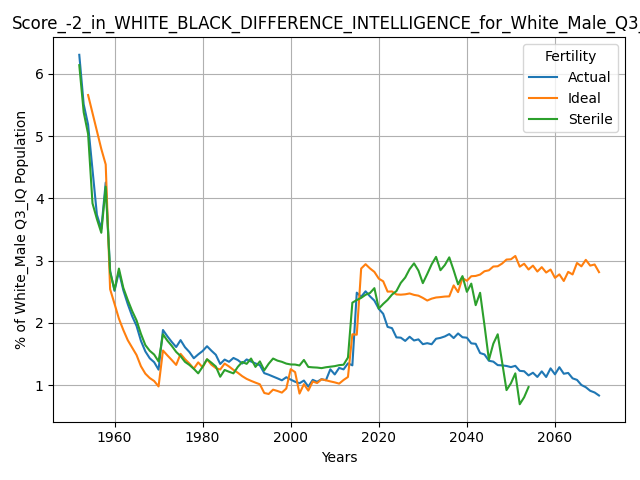 Score_-2_in_WHITE_BLACK_DIFFERENCE_INTELLIGENCE_for_White_Male_Q3_
Fertility
Actual
Ideal
Sterile
% of White_Male Q3_IQ Population
6
5
4
3
2
1
1960
1980
2000
2020
2040
2060
Years